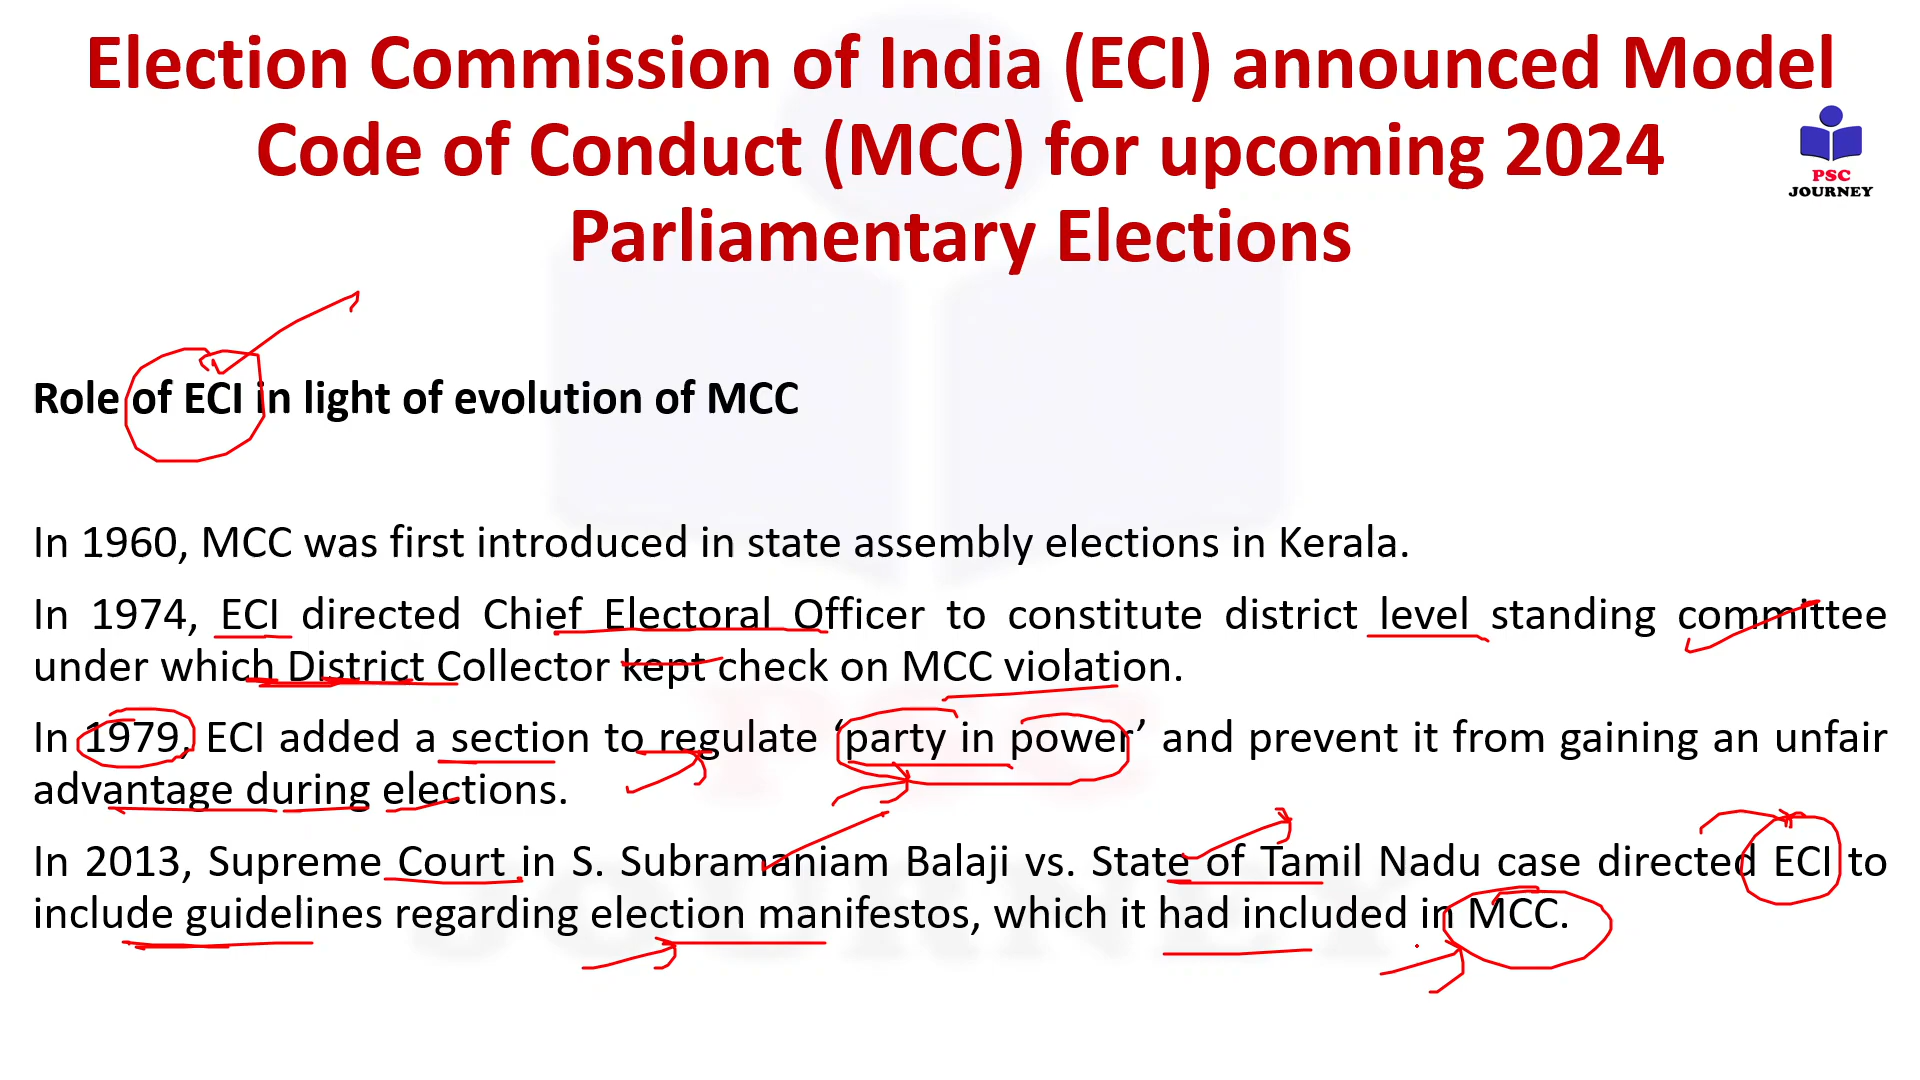 Election Commission of India (ECI) announced Model
Code of Conduct (MCC) for upcoming 2024
Parliamentary Elections
PSC
JOURNEY
Role of ECI in light of evolution of MCC
In 1960, MCC was first introduced in state assembly elections in Kerala.
In 1974, ECI directed Chief Electoral Officer to constitute district level standing committee
under which District Collector kept check on MCC violation.
In 1979, ECI added a section to regulate ‘party in power’ and prevent it from gaining an unfair
advantage during elections.
In 2013, Supreme Court in S. Subramaniam Balaji vs. State of Tamil Nadu case directed ECI to
include guidelines regarding election manifestos, which it had included in MCC.
PSC
JOURNEY